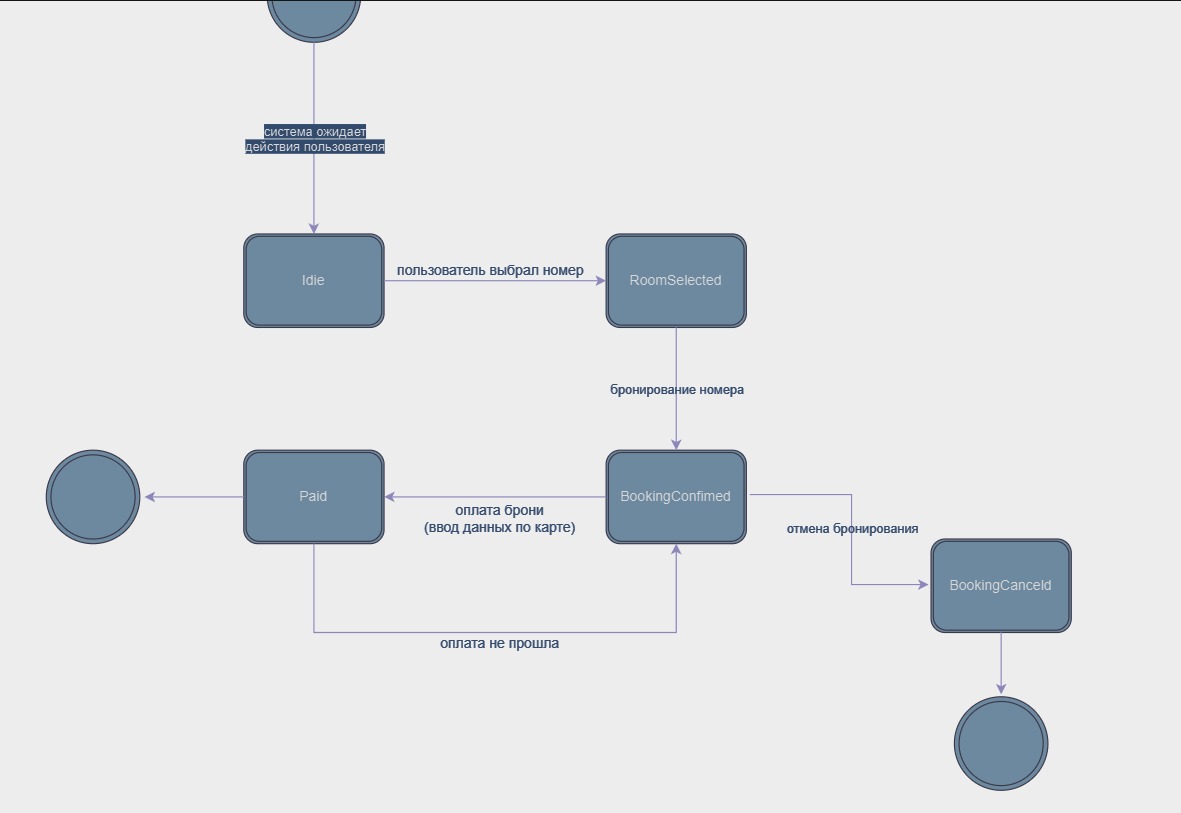 система ожидает
действия пользователя
Idie
пользователь выбрал номер
RoomSelected
бронирование номера
Paid
оплата брони
(ввод данных по карте)
BookingConfimed
отмена бронирования
BookingCanceld
оплата не прошла